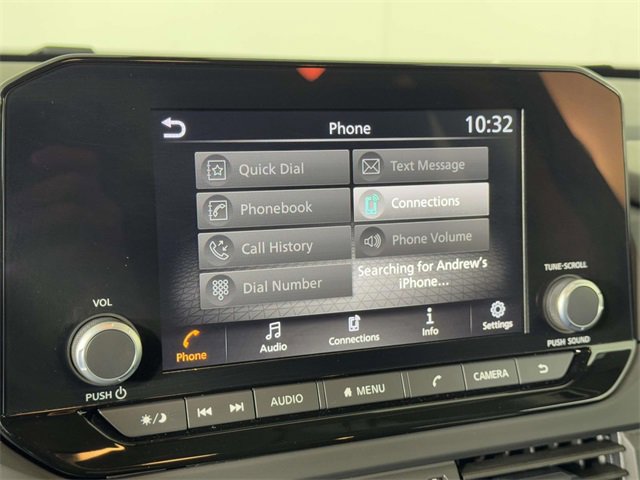 Phone 10:32
Quick Dial Text Message
Phonebook Connections
Call History Phone Volume
Dial Number Searching for Andrew's
iPhone...
Phone Audio Connections Info Settings
VOL
PUSH
TUNE·SCROLL
PUSH SOUND
AUDIO MENU CAMERA